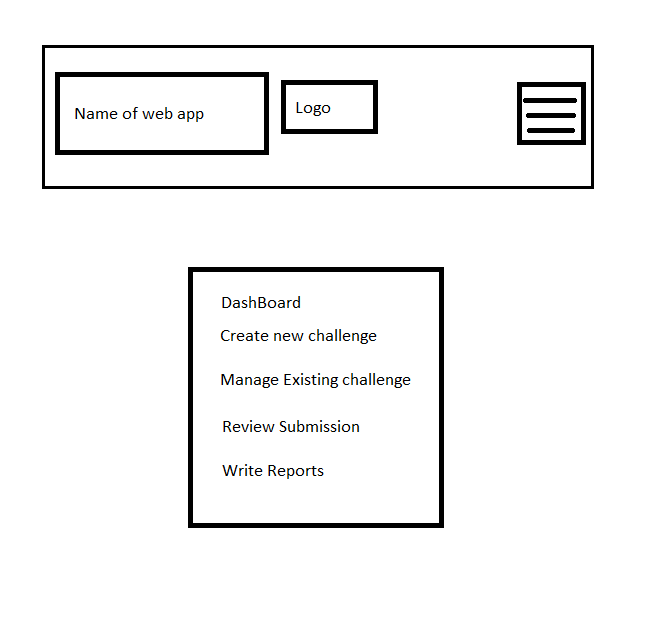 Name of web app
Logo
DashBoard
Create new challenge
Manage Existing challenge
Review Submission
Write Reports